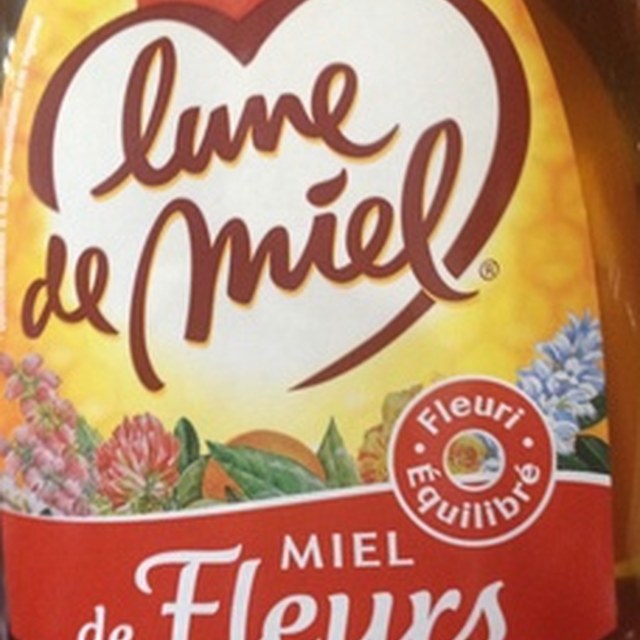 lune
de miel®
Fleuri
Équilibré
MIEL
de Fleurs